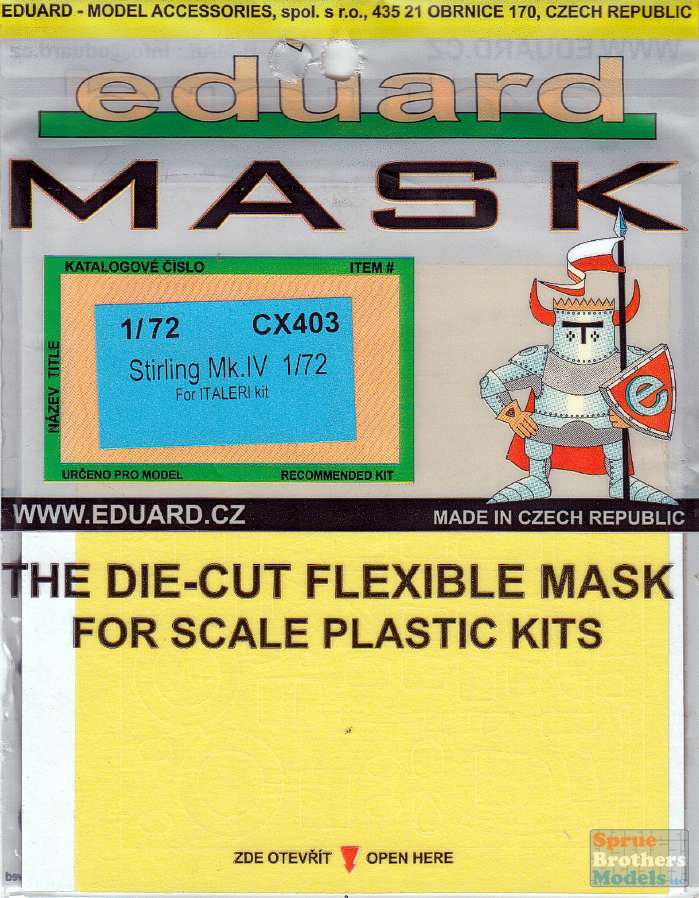 EDUARD - MODEL ACCESSORIES, spol. s r.o., 435 21 OBRNICE 170, CZECH REPUBLIC
eduard
MASK
KATALOGOVÉ ČÍSLO ITEM #
NÁZEV TITLE
1/72 CX403
Stirling Mk.IV 1/72
For ITALERI kit
URČENO PRO MODEL RECOMMENDED KIT
e
WWW.EDUARD.CZ MADE IN CZECH REPUBLIC
THE DIE-CUT FLEXIBLE MASK
FOR SCALE PLASTIC KITS
ZDE OTEVŘÍT OPEN HERE
Sprue
Brothers
Models LLC